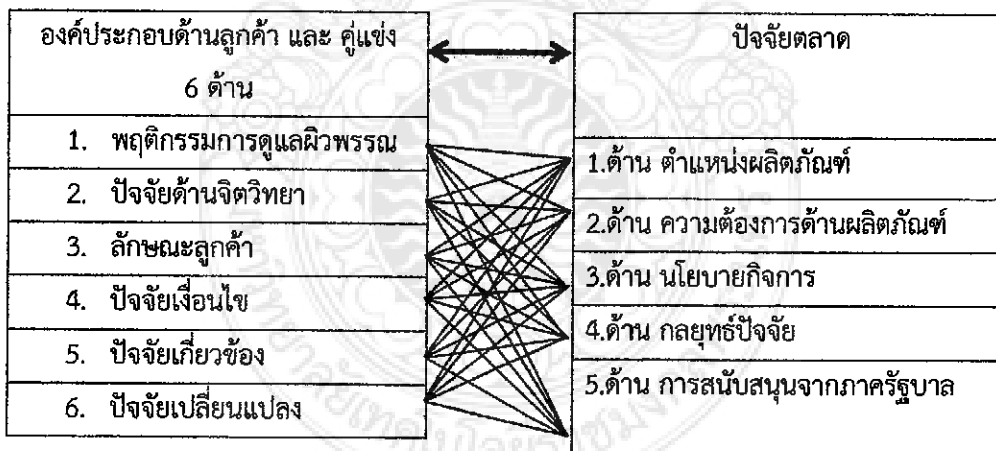 องค์ประกอบด้านลูกค้า และ คู่แข่ง
6 ด้าน
1. พฤติกรรมการดูแลผิวพรรณ
2. ปัจจัยด้านจิตวิทยา
3. ลักษณะลูกค้า
4. ปัจจัยเงื่อนไข
5. ปัจจัยเกี่ยวข้อง
6. ปัจจัยเปลี่ยนแปลง
ปัจจัยตลาด
1.ด้าน ตำแหน่งผลิตภัณฑ์
2.ด้าน ความต้องการด้านผลิตภัณฑ์
3.ด้าน นโยบายกิจการ
4.ด้าน กลยุทธ์ปัจจัย
5.ด้าน การสนับสนุนจากภาครัฐบาล